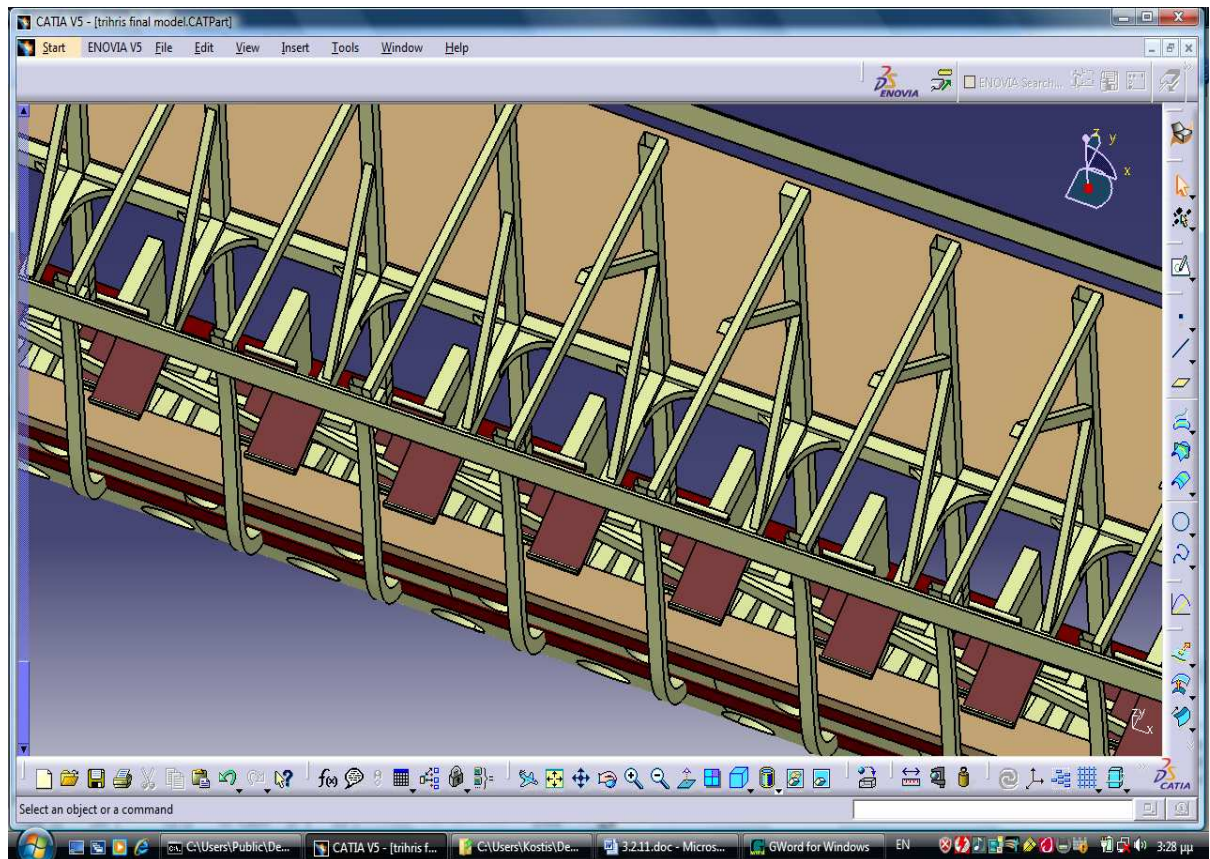 CATIA V5 - [trihris final model.CATPart]
Start ENOVIA V5 File Edit View Insert Tools Window Help
ENOVIA ENOVIA Search...
z y
x
zy
x
f(x)
CATIA
Select an object or a command
C:\Users\Public\De... CATIA V5 - [trihris f... C:\Users\Kostis\De... 3.2.11.doc - Micros... GWord for Windows EN 3:28 μμ